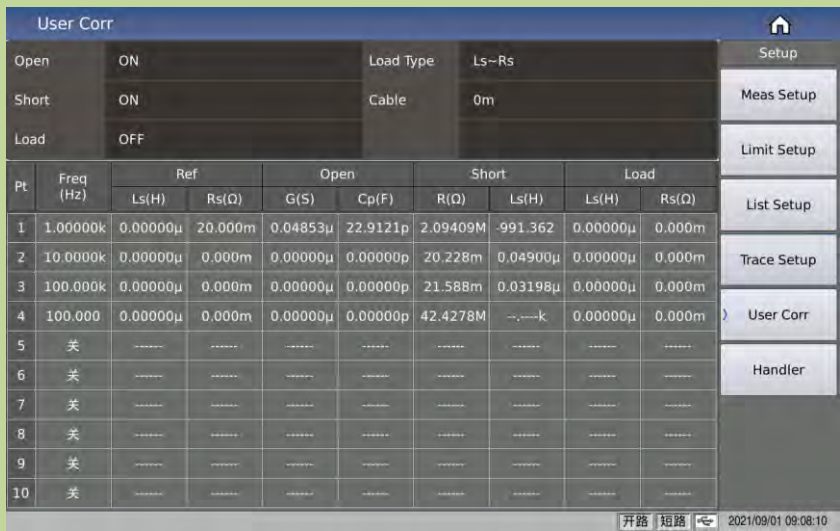 User Corr
Setup
Open ON Load Type Ls~Rs
Short ON Cable 0m
Load OFF
Meas Setup
Limit Setup
List Setup
Trace Setup
User Corr
Handler
Pt Freq (Hz) Ref Open Short Load
Ls(H) Rs(Ω) G(S) Cp(F) R(Ω) Ls(H) Ls(H) Rs(Ω)
1 1.00000k 0.00000μ 20.000m 0.04853μ 22.9121p 2.09409M -991.362 0.00000μ 0.000m
2 10.0000k 0.00000μ 0.000m 0.00000μ 0.00000p 20.228m 0.04900μ 0.00000μ 0.000m
3 100.000k 0.00000μ 0.000m 0.00000μ 0.00000p 21.588m 0.03198μ 0.00000μ 0.000m
4 100.000 0.00000μ 0.000m 0.00000μ 0.00000p 42.4278M --.----k 0.00000μ 0.000m
5 关 ------ ------ ------ ------ ------ ------ ------ ------
6 关 ------ ------ ------ ------ ------ ------ ------ ------
7 关 ------ ------ ------ ------ ------ ------ ------ ------
8 关 ------ ------ ------ ------ ------ ------ ------ ------
9 关 ------ ------ ------ ------ ------ ------ ------ ------
10 关 ------ ------ ------ ------ ------ ------ ------ ------
开路 短路 2021/09/01 09:08:10